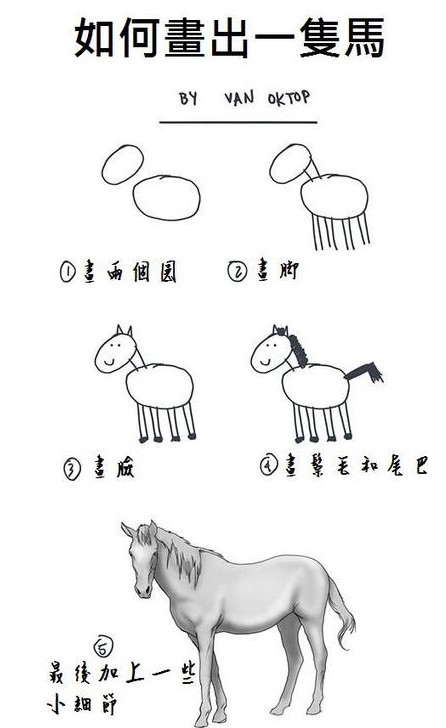 如何畫出一隻馬
BY VAN OKTOP
① 畫兩個圓
② 畫腳
③ 畫臉
④ 畫鬃毛和尾巴
⑤
最後加上一些
小細節